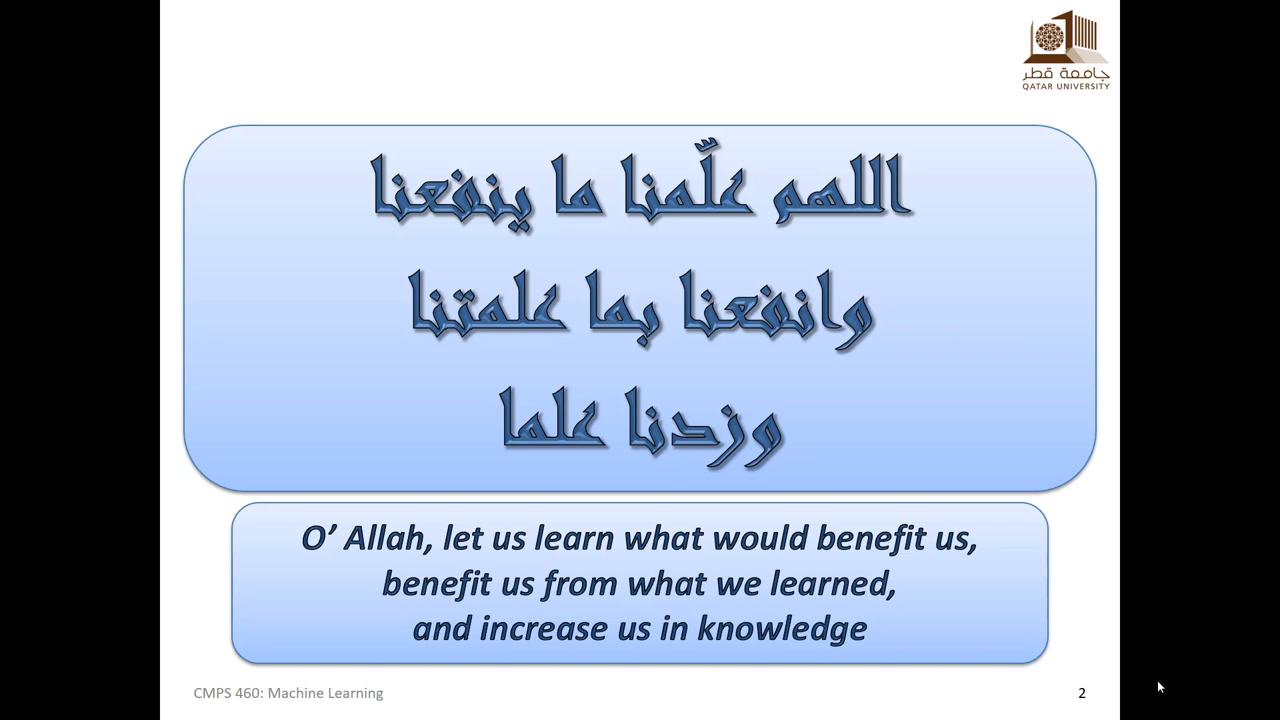 جامعة قطر
QATAR UNIVERSITY
اللهم علّمنا ما ينفعنا
وانفعنا بما علمتنا
وزدنا علما
O’ Allah, let us learn what would benefit us,
benefit us from what we learned,
and increase us in knowledge
CMPS 460: Machine Learning
2